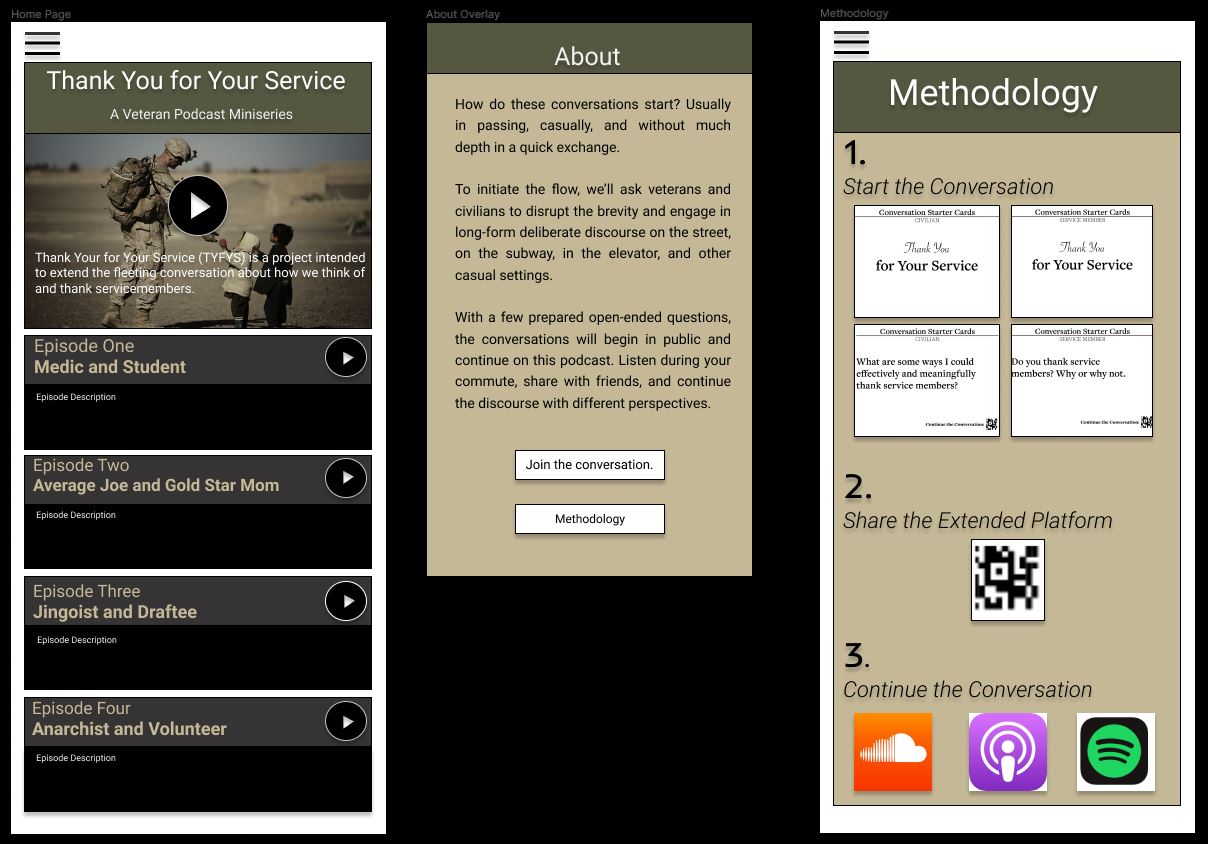 Home Page
Thank You for Your Service
A Veteran Podcast Miniseries
Thank Your for Your Service (TYFYS) is a project intended
to extend the fleeting conversation about how we think of
and thank servicemembers.
Episode One
Medic and Student
Episode Description
Episode Two
Average Joe and Gold Star Mom
Episode Description
Episode Three
Jingoist and Draftee
Episode Description
Episode Four
Anarchist and Volunteer
Episode Description
About Overlay
About
How do these conversations start? Usually
in passing, casually, and without much
depth in a quick exchange.
To initiate the flow, we'll ask veterans and
civilians to disrupt the brevity and engage in
long-form deliberate discourse on the street,
on the subway, in the elevator, and other
casual settings.
With a few prepared open-ended questions,
the conversations will begin in public and
continue on this podcast. Listen during your
commute, share with friends, and continue
the discourse with different perspectives.
Join the conversation.
Methodology
Methodology
Methodology
1.
Start the Conversation
Conversation Starter Cards
CIVILIAN
Thank You
for Your Service
Conversation Starter Cards
SERVICE MEMBER
Thank You
for Your Service
Conversation Starter Cards
CIVILIAN
What are some ways I could
effectively and meaningfully
thank service members?
Continue the Conversation:
Conversation Starter Cards
SERVICE MEMBER
Do you thank service
members? Why or why not.
Continue the Conversation:
2.
Share the Extended Platform
3.
Continue the Conversation